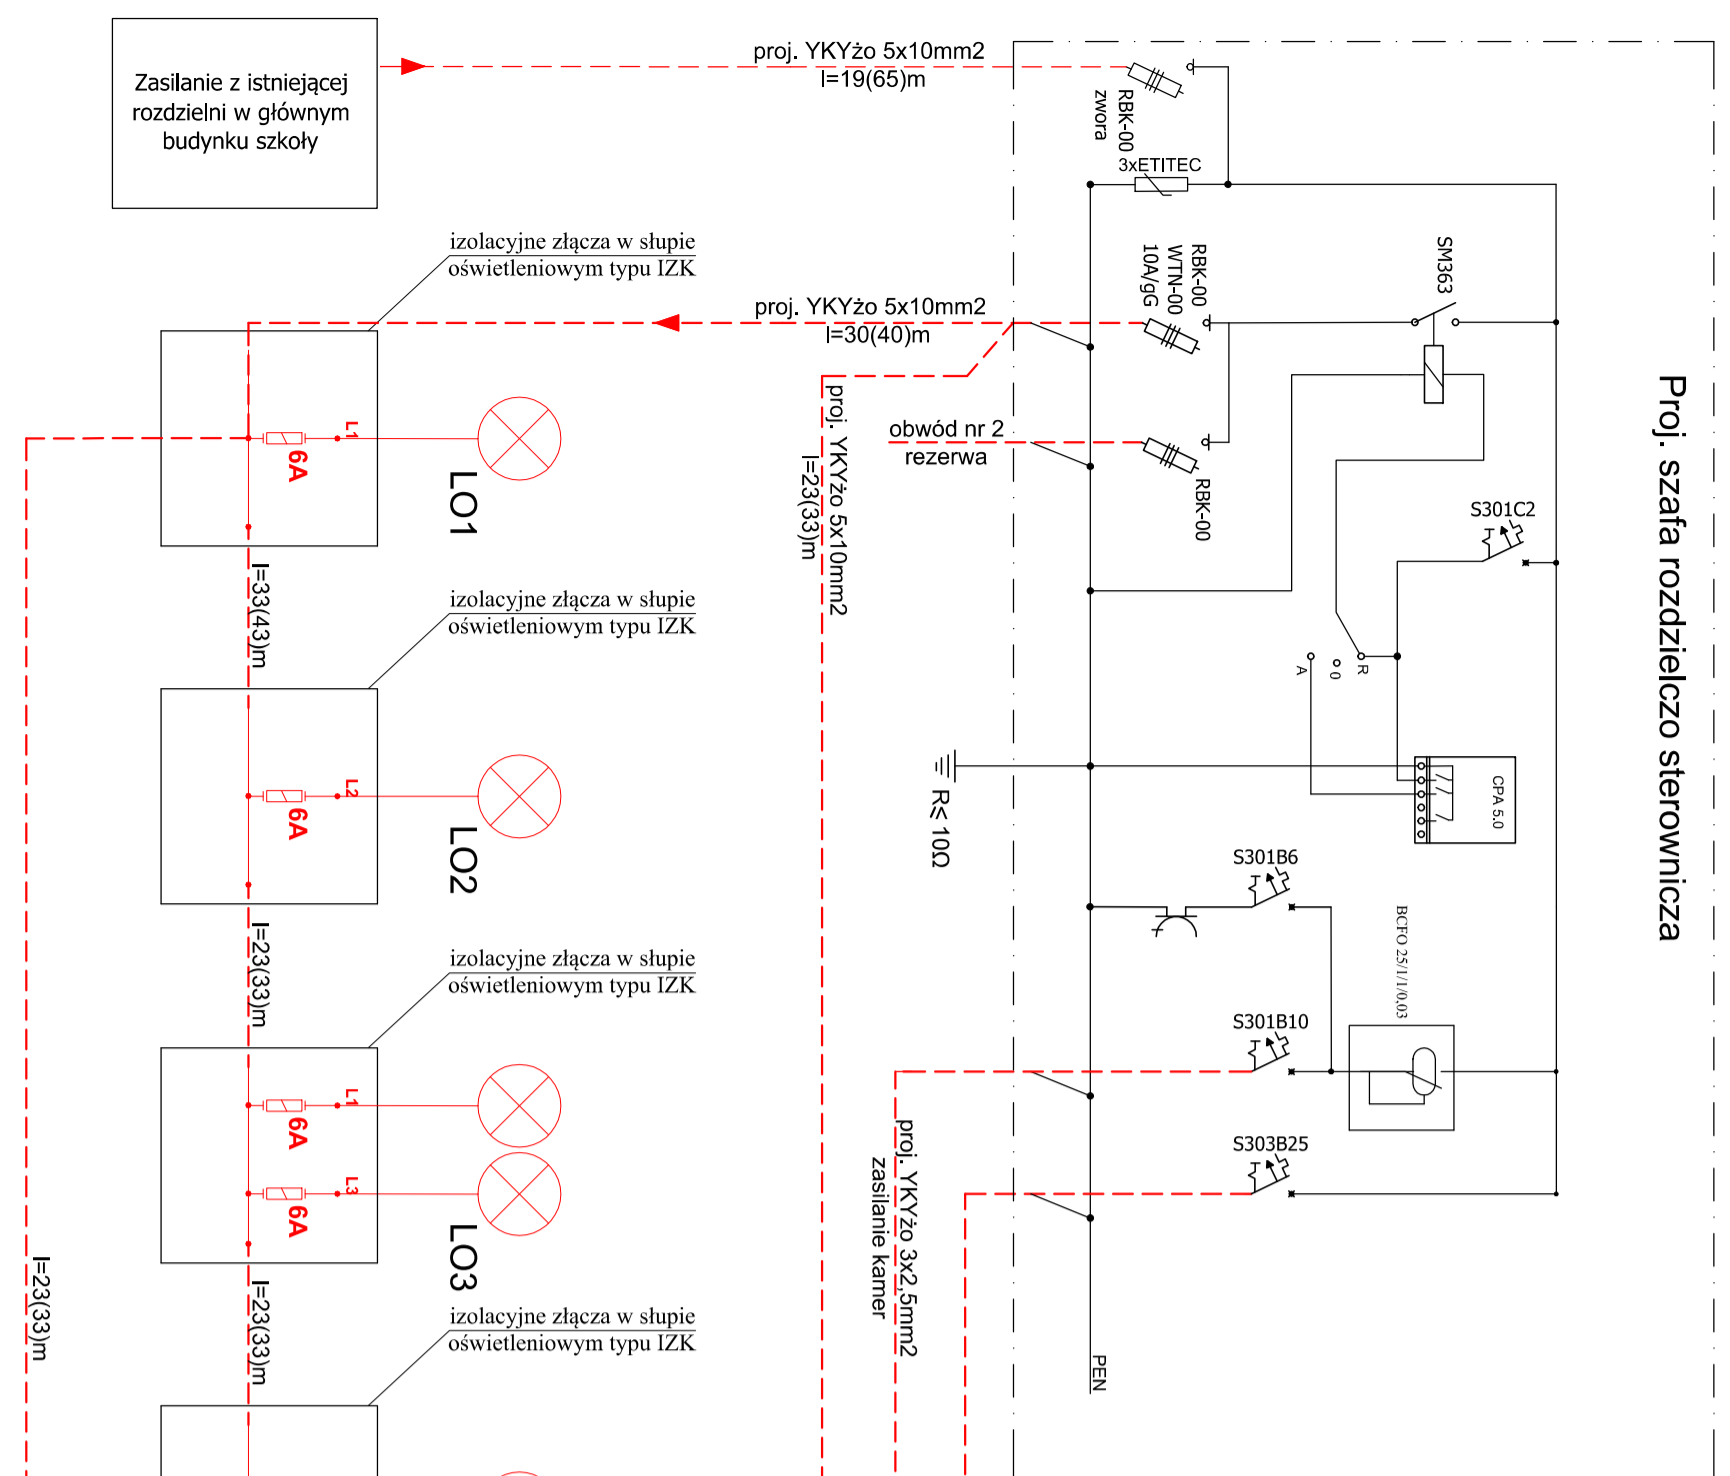 Zasilanie z istniejącej
rozdzielni w głównym
budynku szkoły
proj. YKYżo 5x10mm2
l=19(65)m
RBK-00
zwora
3xETITEC
izolacyjne złącza w słupie
oświetleniowym typu IZK
proj. YKYżo 5x10mm2
l=30(40)m
RBK-00
WTN-00
10A/gG
SM363
Proj. szafa rozdzielczo sterownicza
L1
6A
LO1
proj. YKYżo 5x10mm2
l=23(33)m
obwód nr 2
rezerwa
RBK-00
S301C2
l=33(43)m
izolacyjne złącza w słupie
oświetleniowym typu IZK
A
0
R
L2
6A
LO2
R≤ 10Ω
CPA 5.0
S301B6
BCFO 25/1/1/0,03
l=23(33)m
izolacyjne złącza w słupie
oświetleniowym typu IZK
S301B10
L1
6A
L3
6A
LO3
proj. YKYżo 3x2,5mm2
zasilanie kamer
S303B25
l=23(33)m
l=23(33)m
izolacyjne złącza w słupie
oświetleniowym typu IZK
PEN